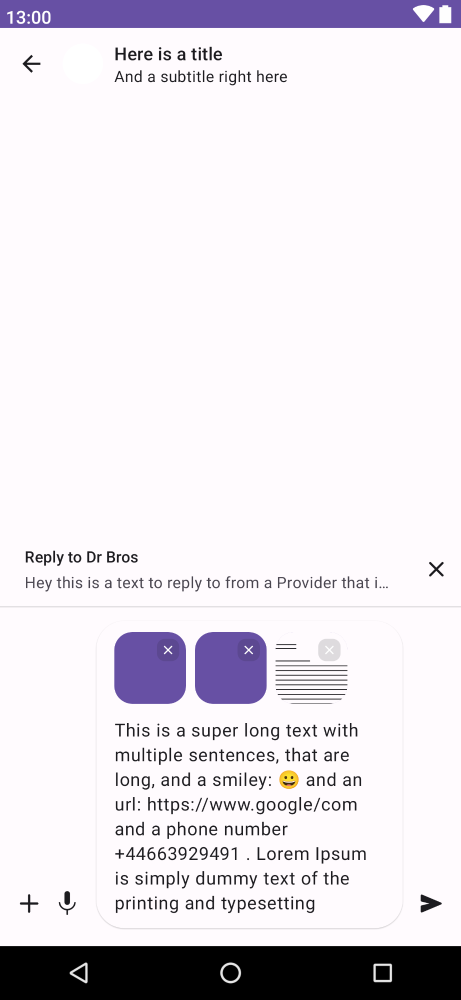 13:00
Here is a title
And a subtitle right here
Reply to Dr Bros
Hey this is a text to reply to from a Provider that i...
This is a super long text with
multiple sentences, that are
long, and a smiley: 😀 and an
url: https://www.google/com
and a phone number
+44663929491 . Lorem Ipsum
is simply dummy text of the
printing and typesetting